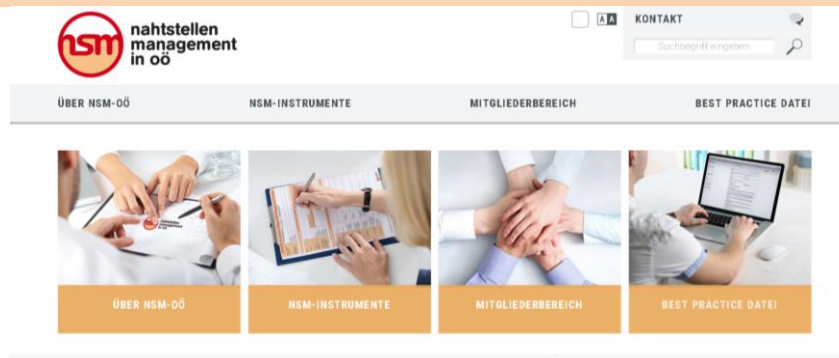 nsm
nahtstellen
management
in oö
A A
KONTAKT
Suchbegriff eingeben
ÜBER NSM-OÖ
NSM-INSTRUMENTE
MITGLIEDERBEREICH
BEST PRACTICE DATEI
ÜBER NSM-OÖ
NSM-INSTRUMENTE
MITGLIEDERBEREICH
BEST PRACTICE DATEI